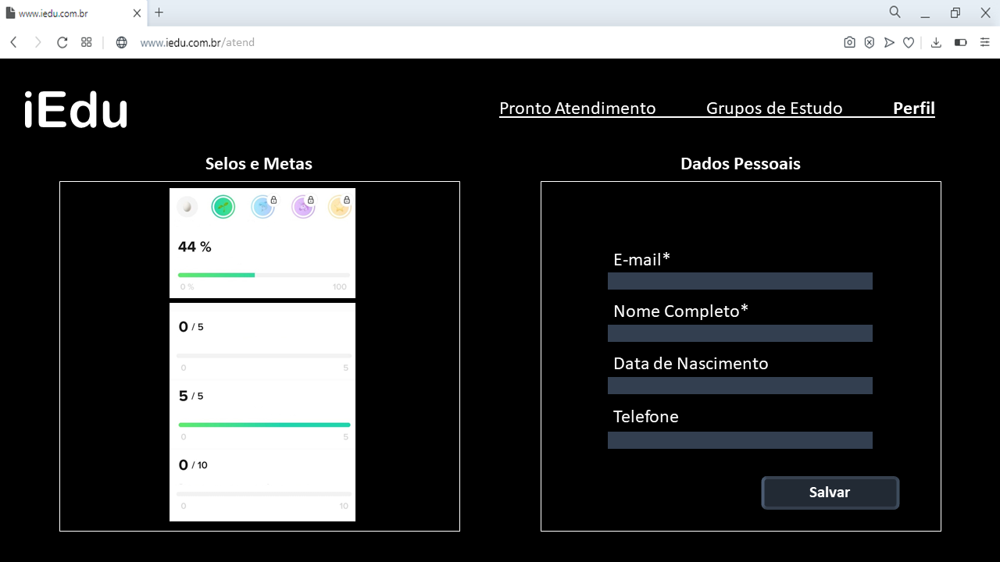 www.iedu.com.br
www.iedu.com.br/atend
iEdu
Pronto Atendimento Grupos de Estudo Perfil
Selos e Metas
44 %
0 % 100
0 / 5
0 5
5 / 5
0 5
0 / 10
0 10
Dados Pessoais
E-mail*
Nome Completo*
Data de Nascimento
Telefone
Salvar